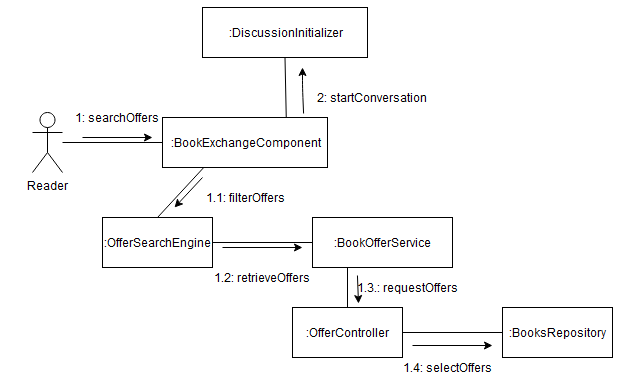 :DiscussionInitializer
2: startConversation
1: searchOffers
:BookExchangeComponent
Reader
1.1: filterOffers
:OfferSearchEngine
:BookOfferService
1.2: retrieveOffers
1.3.: requestOffers
:OfferController
:BooksRepository
1.4: selectOffers